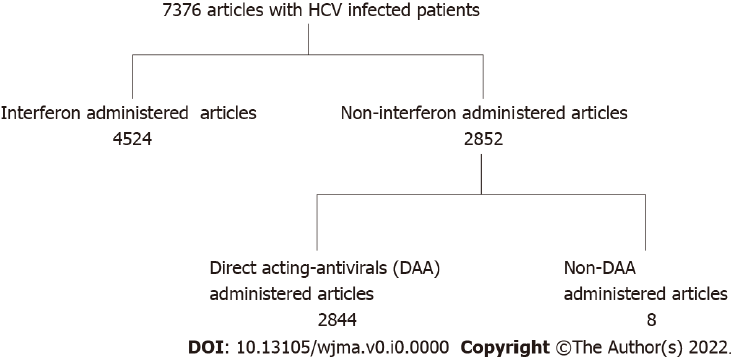 7376 articles with HCV infected patients
Interferon administered articles
4524
Non-interferon administered articles
2852
Direct acting-antivirals (DAA)
administered articles
2844
Non-DAA
administered articles
8
DOI: 10.13105/wjma.v0.i0.0000 Copyright ©The Author(s) 2022.